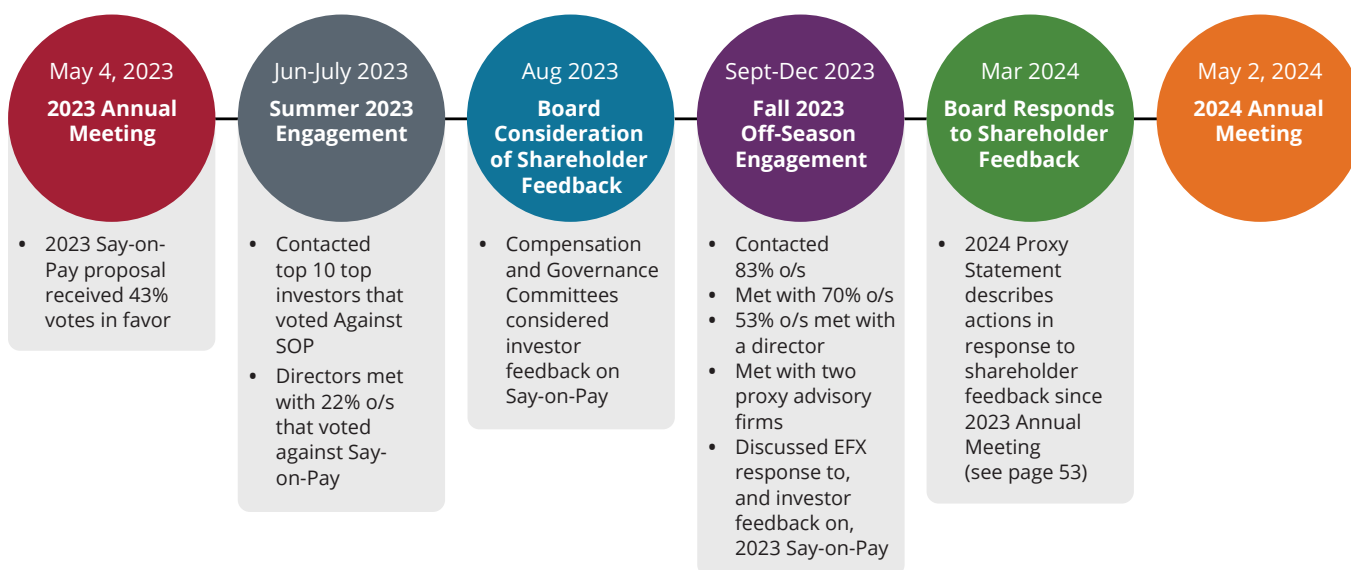 May 4, 2023
2023 Annual
Meeting
• 2023 Say-on-
Pay proposal
received 43%
votes in favor
Jun-July 2023
Summer 2023
Engagement
• Contacted
top 10 top
investors that
voted Against
SOP
• Directors met
with 22% o/s
that voted
against Say-
on-Pay
Aug 2023
Board
Consideration
of Shareholder
Feedback
• Compensation
and Governance
Committees
considered
investor
feedback on
Say-on-Pay
Sept-Dec 2023
Fall 2023
Off-Season
Engagement
• Contacted
83% o/s
• Met with 70% o/s
• 53% o/s met with
a director
• Met with two
proxy advisory
firms
• Discussed EFX
response to,
and investor
feedback on,
2023 Say-on-Pay
Mar 2024
Board Responds
to Shareholder
Feedback
• 2024 Proxy
Statement
describes
actions in
response to
shareholder
feedback since
2023 Annual
Meeting
(see page 53)
May 2, 2024
2024 Annual
Meeting